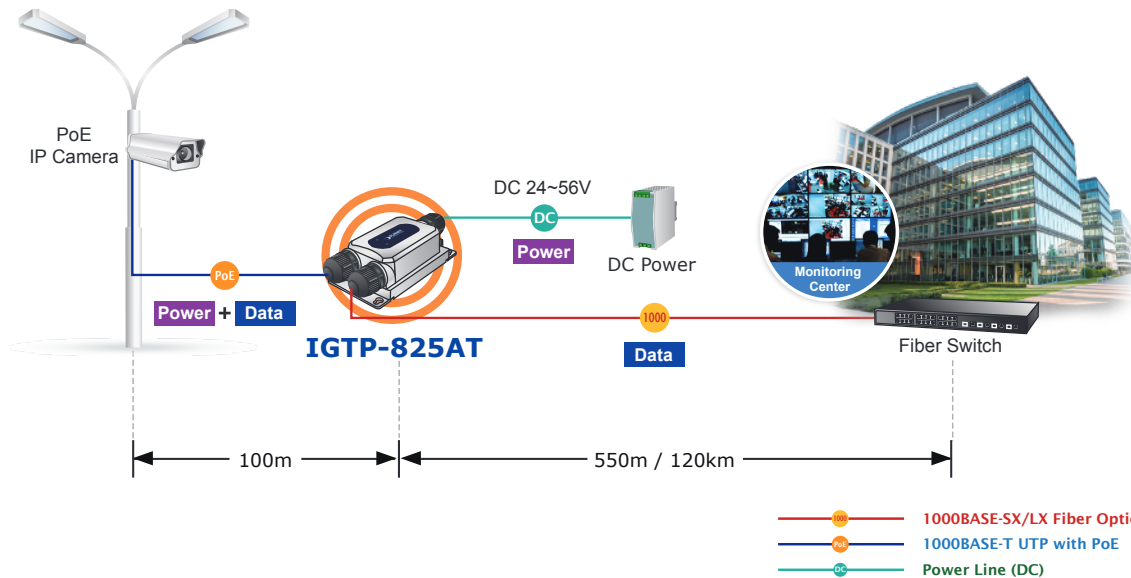 PoE
IP Camera
DC 24~56V
DC
Power
DC Power
Monitoring
Center
PoE
Power + Data
IGTP-825AT
1000
Data
Fiber Switch
100m
550m / 120km
1000
1000BASE-SX/LX Fiber Opti
PoE
1000BASE-T UTP with PoE
DC
Power Line (DC)